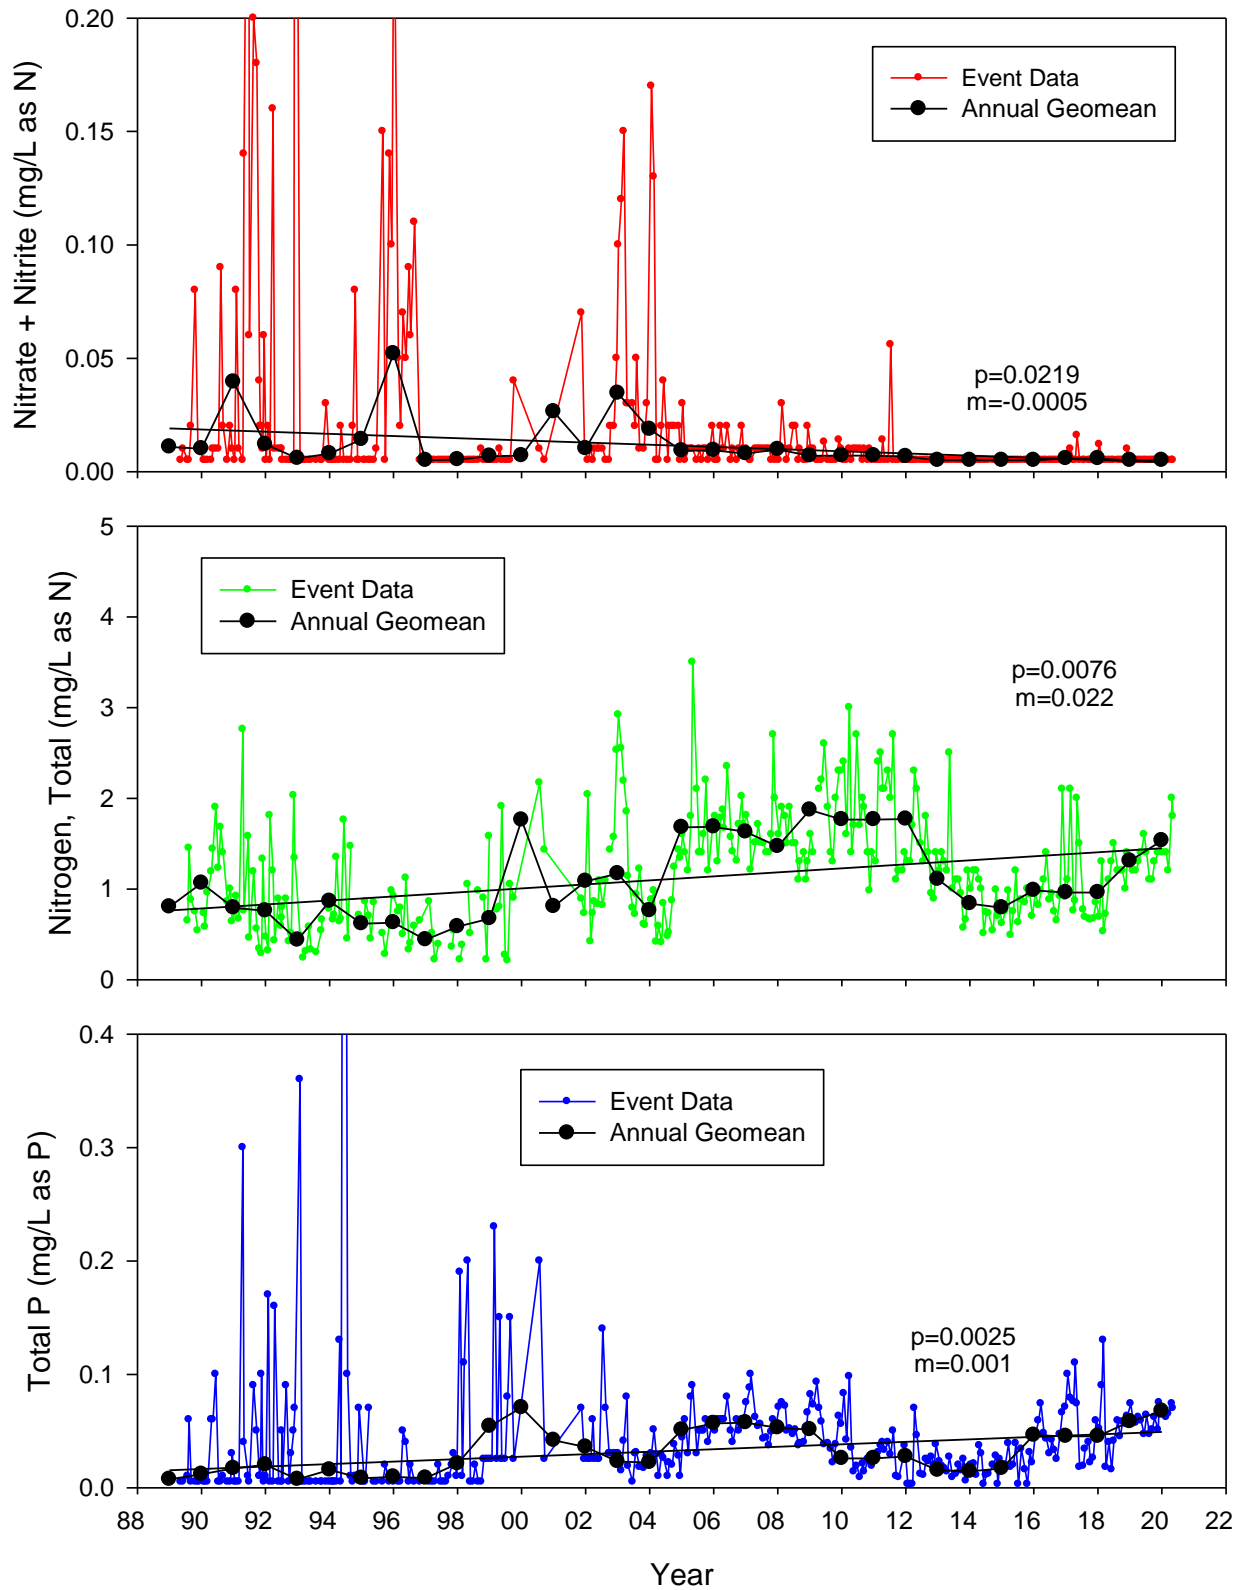 Nitrate + Nitrite (mg/L as N)
0.20
0.15
0.10
0.05
0.00
Event Data
Annual Geomean
p=0.0219
m=-0.0005
Nitrogen, Total (mg/L as N)
5
4
3
2
1
0
Event Data
Annual Geomean
p=0.0076
m=0.022
Total P (mg/L as P)
0.4
0.3
0.2
0.1
0.0
Event Data
Annual Geomean
p=0.0025
m=0.001
88 90 92 94 96 98 00 02 04 06 08 10 12 14 16 18 20 22
Year